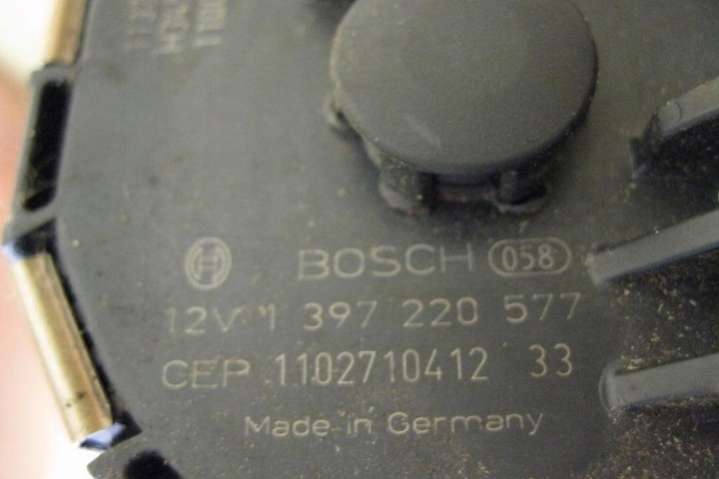 BOSCH 058
12V 1 397 220 577
CEP 1102710412 33
Made in Germany